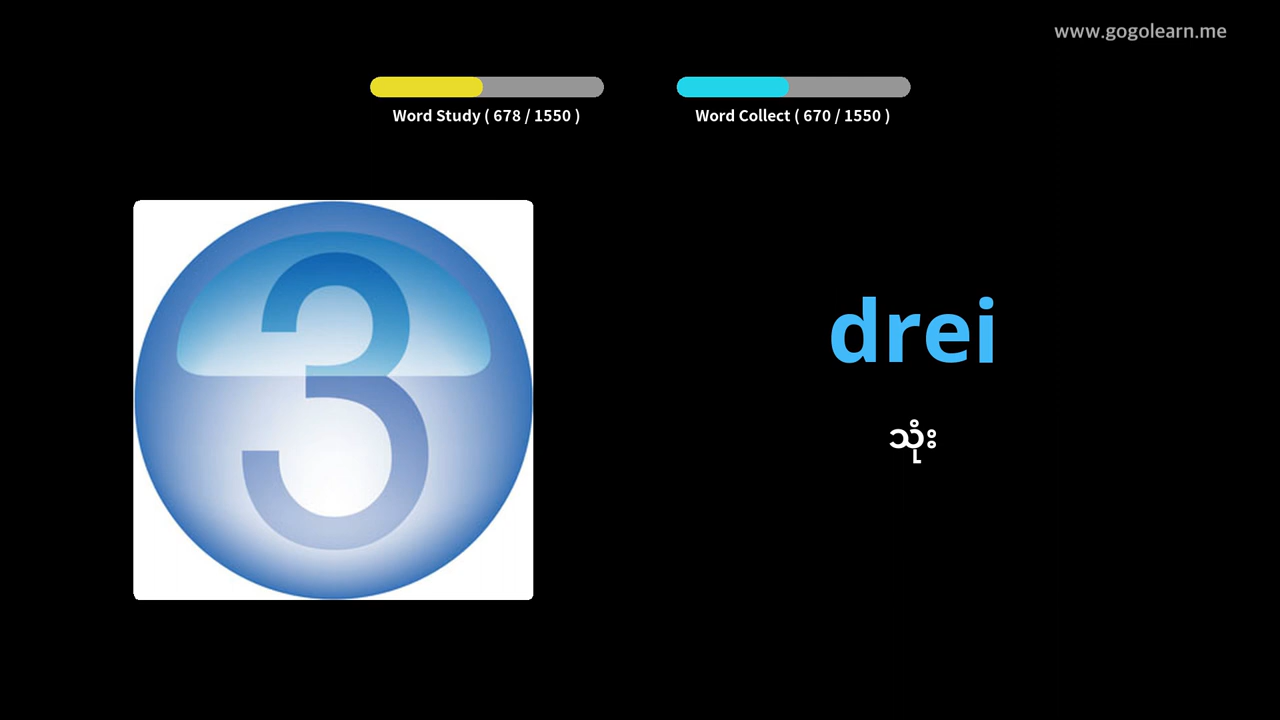 www.gogolearn.me
Word Study ( 678 / 1550 )
Word Collect ( 670 / 1550 )
3
drei
သုံး